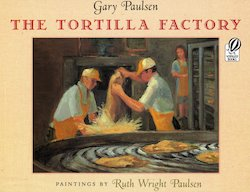 Gary Paulsen
THE TORTILLA FACTORY
PAINTINGS BY Ruth Wright Paulsen